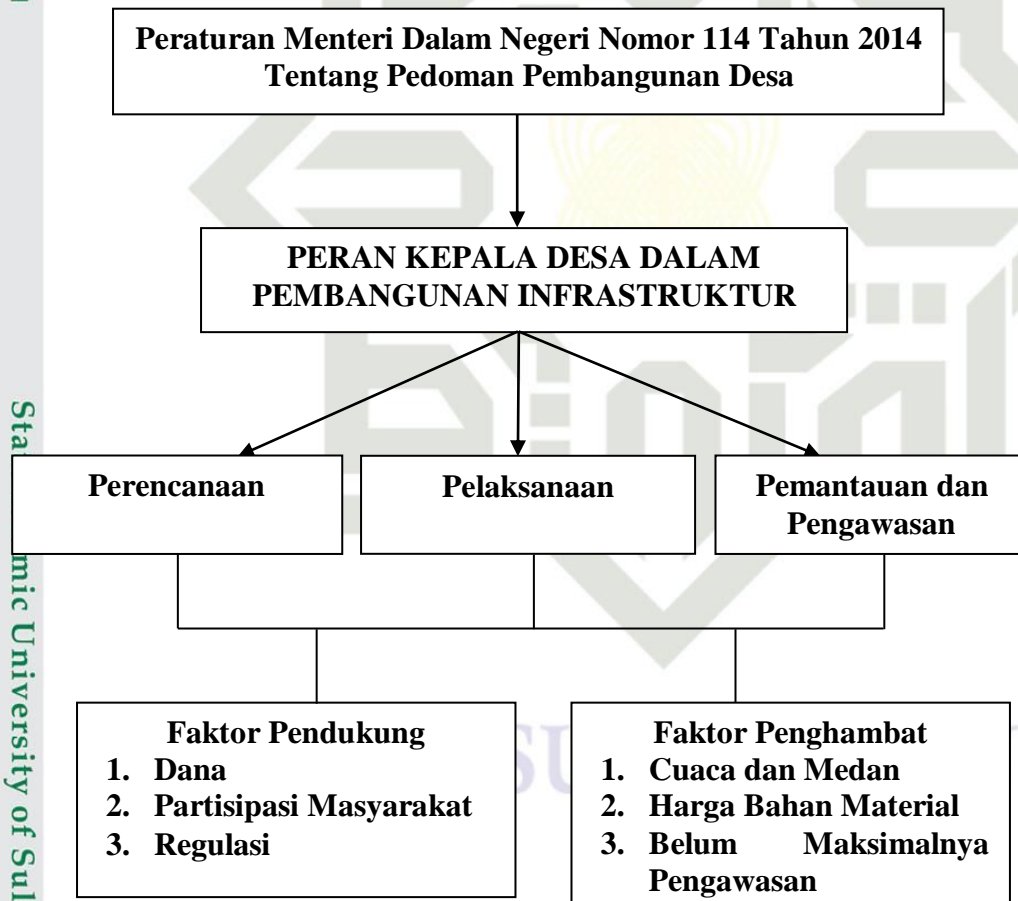 Peraturan Menteri Dalam Negeri Nomor 114 Tahun 2014
Tentang Pedoman Pembangunan Desa
PERAN KEPALA DESA DALAM
PEMBANGUNAN INFRASTRUKTUR
Perencanaan
Pelaksanaan
Pemantauan dan
Pengawasan
Faktor Pendukung
1. Dana
2. Partisipasi Masyarakat
3. Regulasi
Faktor Penghambat
1. Cuaca dan Medan
2. Harga Bahan Material
3. Belum Maksimalnya
Pengawasan
University of